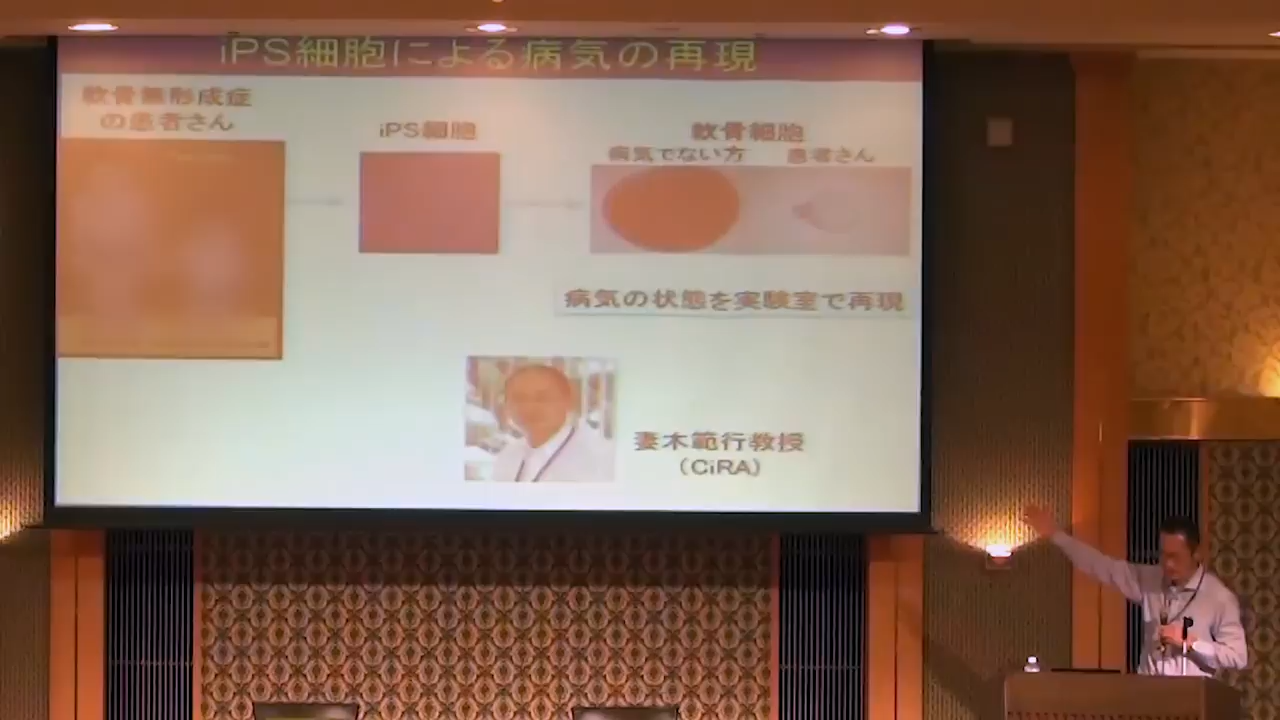 iPS細胞による病気の再現
軟骨無形成症
の患者さん
iPS細胞
軟骨細胞
病気でない方 患者さん
病気の状態を実験室で再現
妻木範行教授
(CiRA)